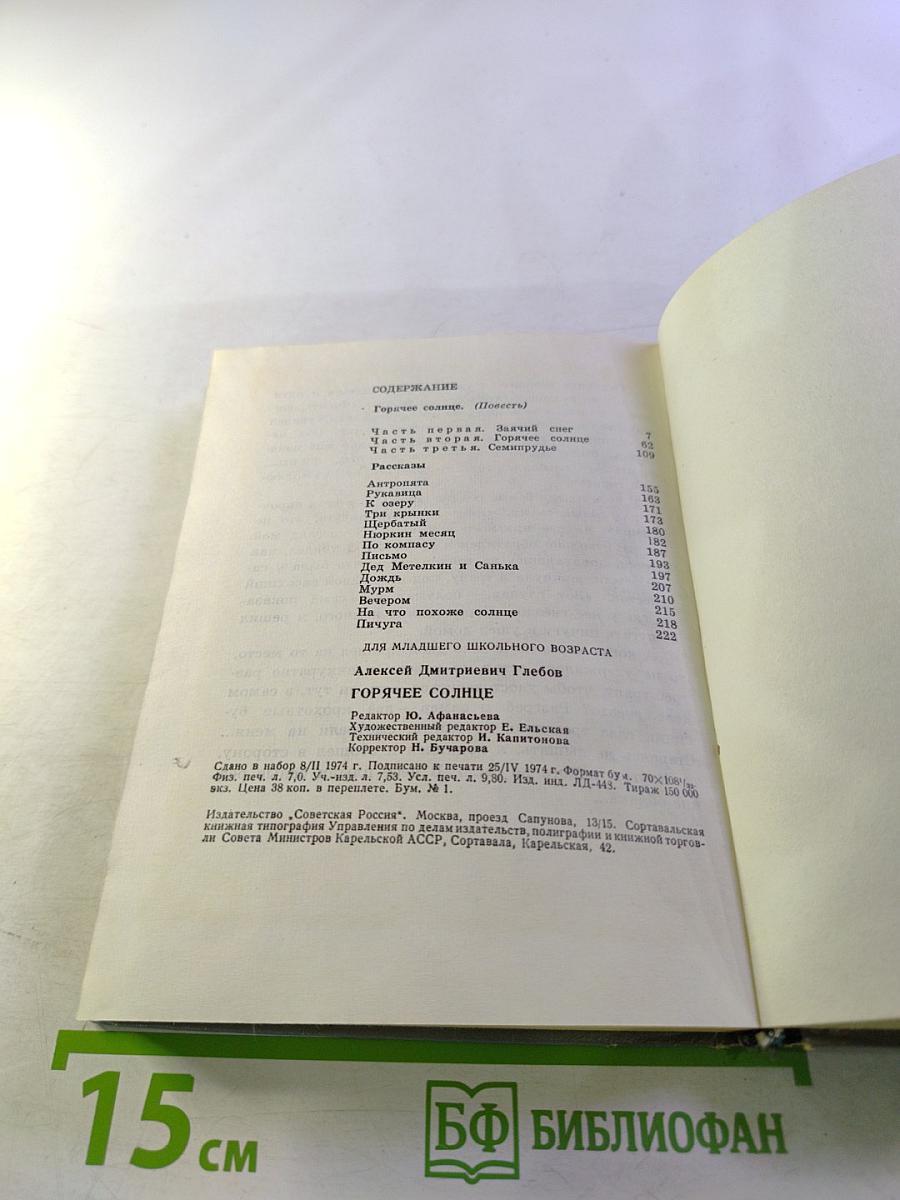 СОДЕРЖАНИЕ
Горячее солнце. (Повесть)
Часть первая. Заячий снег 7
Часть вторая. Горячее солнце 62
Часть третья. Семипрудье 109
Рассказы
Антропята 155
Рукавица 163
К озеру 171
Три крынки 173
Щербатый 180
Нюркин месяц 182
По компасу 187
Письмо 193
Дед Метелкин и Санька 197
Дождь 207
Мурм 210
Вечером 215
На что похоже солнце 218
Пичуга 222
ДЛЯ МЛАДШЕГО ШКОЛЬНОГО ВОЗРАСТА
Алексей Дмитриевич Глебов
ГОРЯЧЕЕ СОЛНЦЕ
Редактор Ю. Афанасьева
Художественный редактор Е. Ельская
Технический редактор И. Капитонова
Корректор Н. Бучарова
Сдано в набор 8/II 1974 г. Подписано к печати 25/IV 1974 г. Формат бум. 70×108 1/32.
Физ. печ. л. 7,0. Уч.-изд. л. 7,53. Усл. печ. л. 9,80. Изд. инд. ЛД-443. Тираж 150 000
экз. Цена 38 коп. в переплете. Бум. № 1.
Издательство „Советская Россия“. Москва, проезд Сапунова, 13/15. Сортавальская
книжная типография Управления по делам издательств, полиграфии и книжной торгов-
ли Совета Министров Карельской АССР, Сортавала, Карельская, 42.
15 см
БФ БИБЛИОФАН